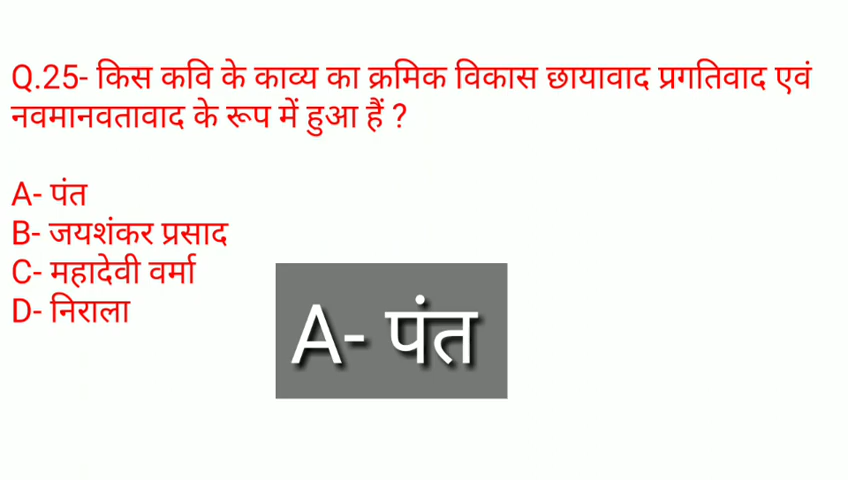 Q.25- किस कवि के काव्य का क्रमिक विकास छायावाद प्रगतिवाद एवं
नवमानवतावाद के रूप में हुआ हैं ?
A- पंत
B- जयशंकर प्रसाद
C- महादेवी वर्मा
D- निराला
A- पंत